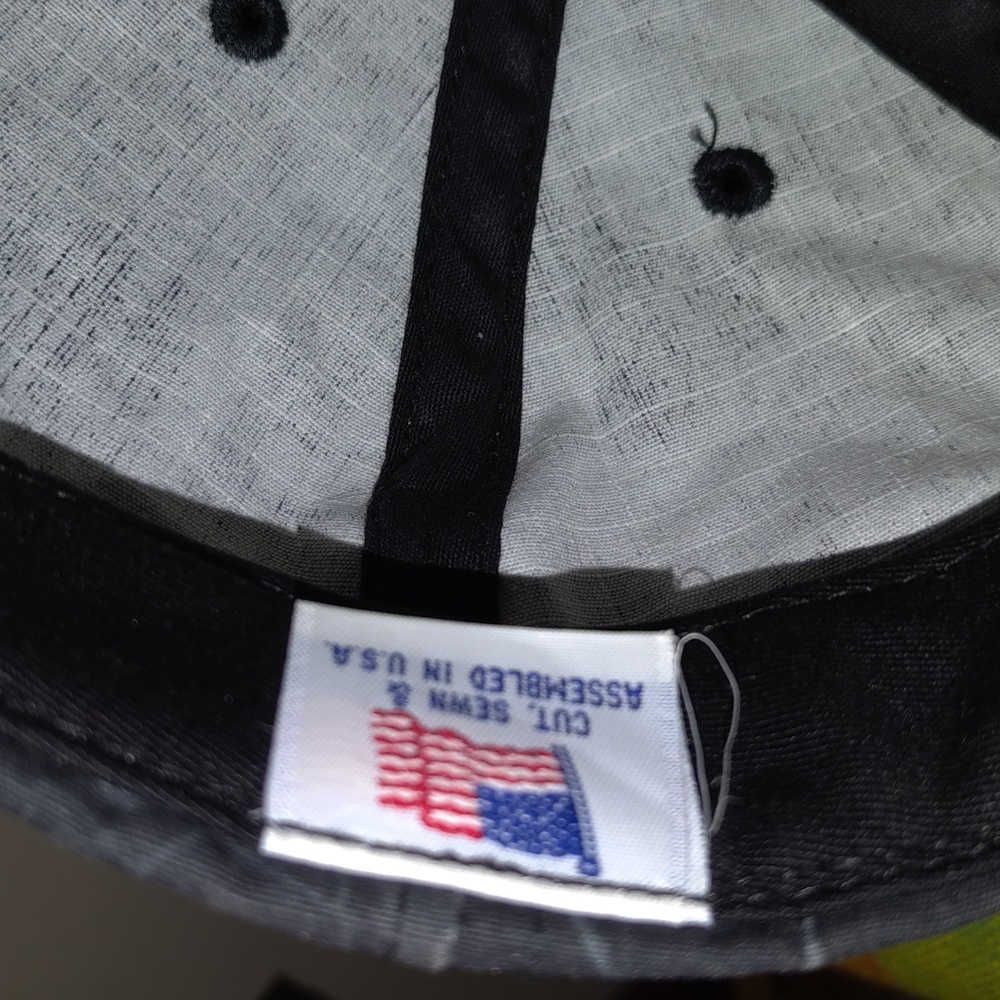 CUT, SEWN &
ASSEMBLED IN U.S.A.